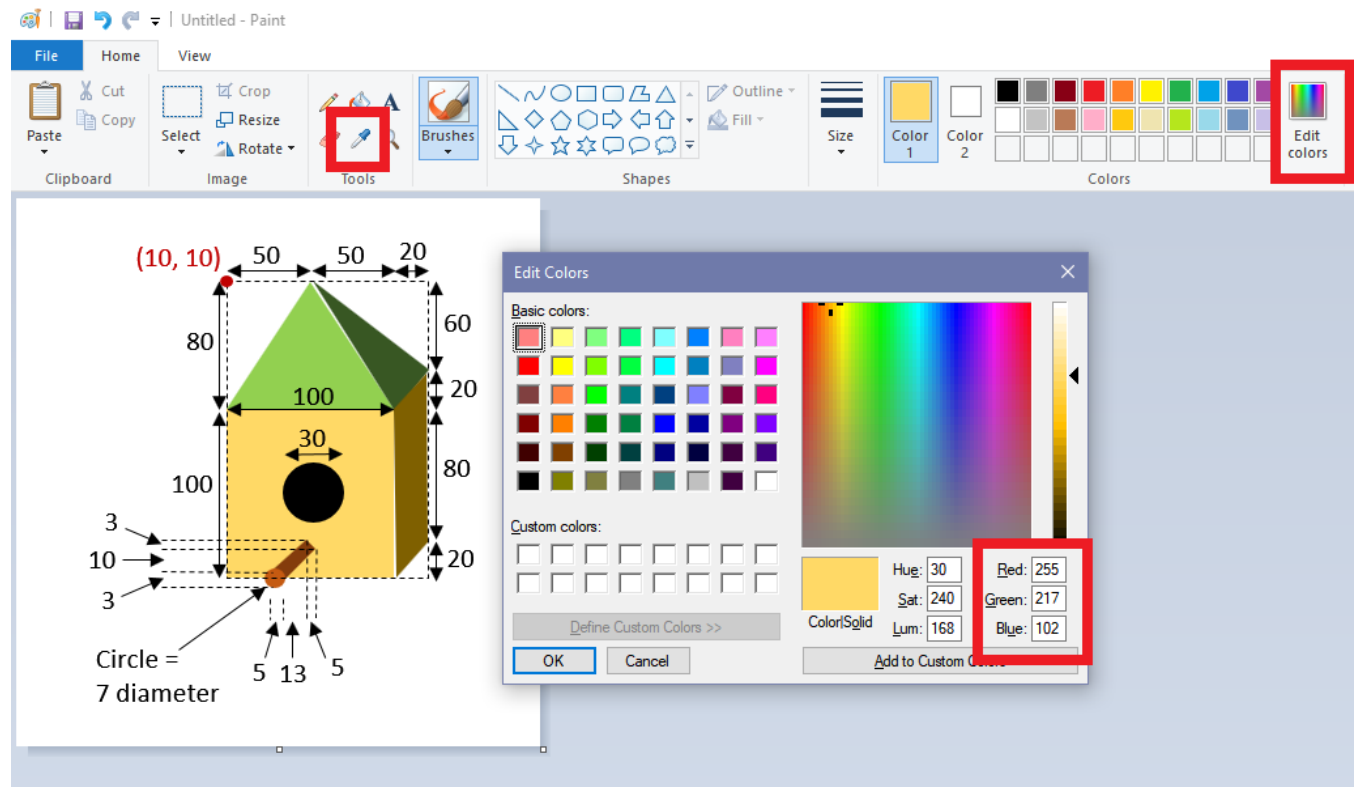 Untitled - Paint
File Home View
Cut
Copy
Paste
Clipboard
Crop
Resize
Rotate
Select
Image
A
Tools
Brushes
Outline
Fill
Shapes
Size
Color 1
Color 2
Edit colors
Colors
(10, 10) 50 50 20
80
60
20
100
30
100
80
20
3
10
3
5 13 5
Circle =
7 diameter
Edit Colors
Basic colors:
Custom colors:
Define Custom Colors >>
OK Cancel
Color|Solid
Hue: 30 Red: 255
Sat: 240 Green: 217
Lum: 168 Blue: 102
Add to Custom Colors